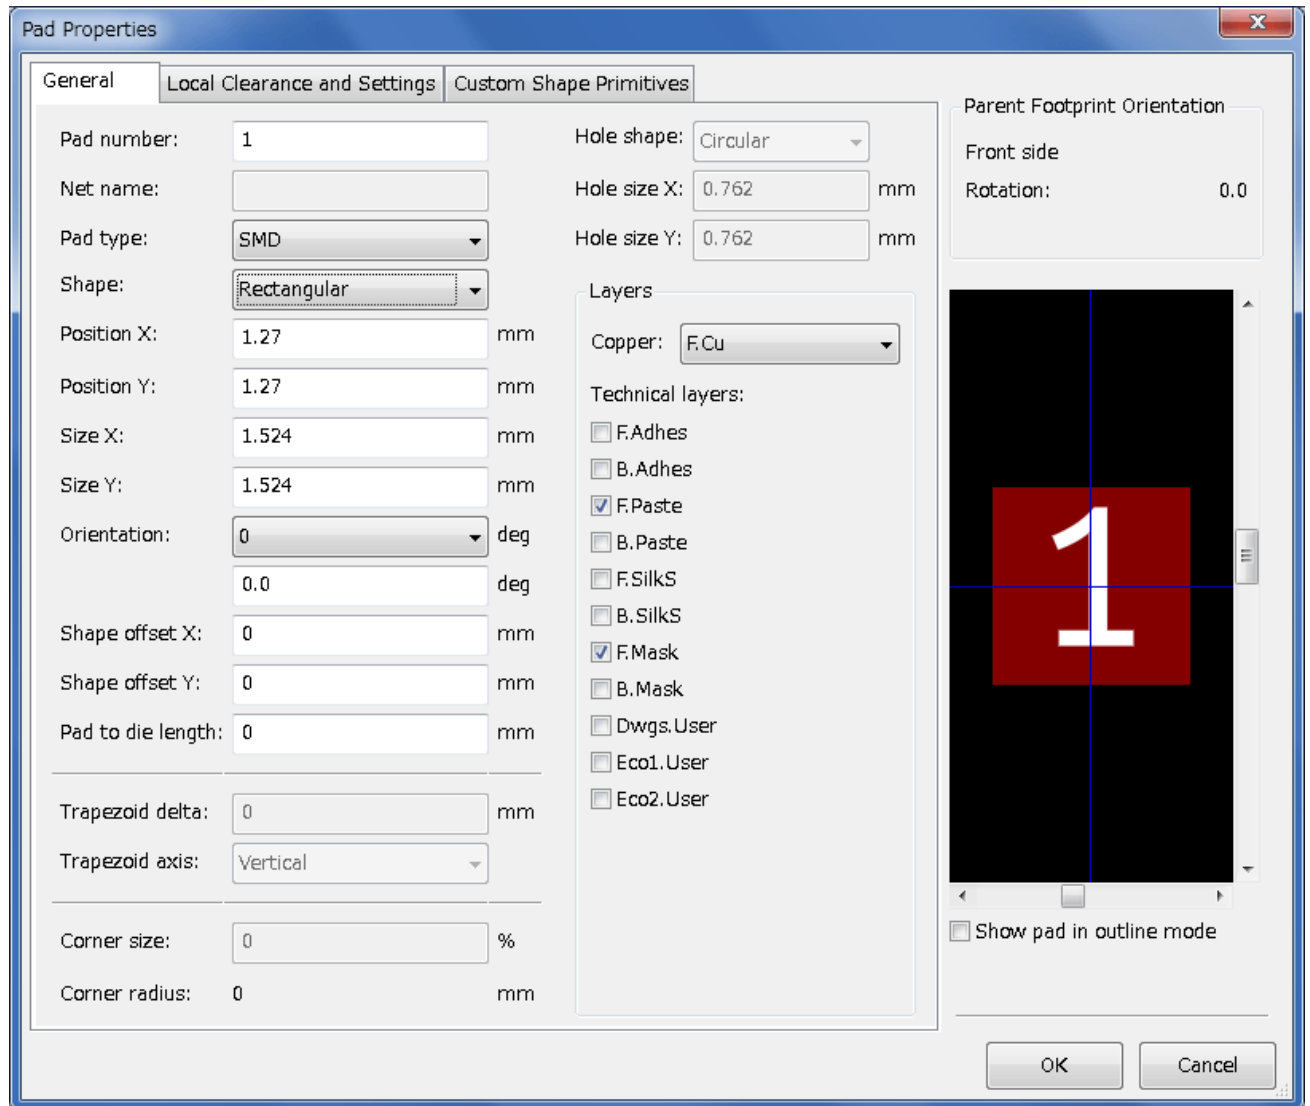 Pad Properties
General
Local Clearance and Settings
Custom Shape Primitives
Pad number:
1
Net name:
Pad type:
SMD
Shape:
Rectangular
Position X:
1.27
mm
Position Y:
1.27
mm
Size X:
1.524
mm
Size Y:
1.524
mm
Orientation:
0
deg
0.0
deg
Shape offset X:
0
mm
Shape offset Y:
0
mm
Pad to die length:
0
mm
Trapezoid delta:
0
mm
Trapezoid axis:
Vertical
Corner size:
0
%
Corner radius:
0
mm
Hole shape:
Circular
Hole size X:
0.762
mm
Hole size Y:
0.762
mm
Layers
Copper:
F.Cu
Technical layers:
F.Adhes
B.Adhes
F.Paste
B.Paste
F.SilkS
B.SilkS
F.Mask
B.Mask
Dwgs.User
Eco1.User
Eco2.User
Parent Footprint Orientation
Front side
Rotation:
0.0
1
Show pad in outline mode
OK
Cancel